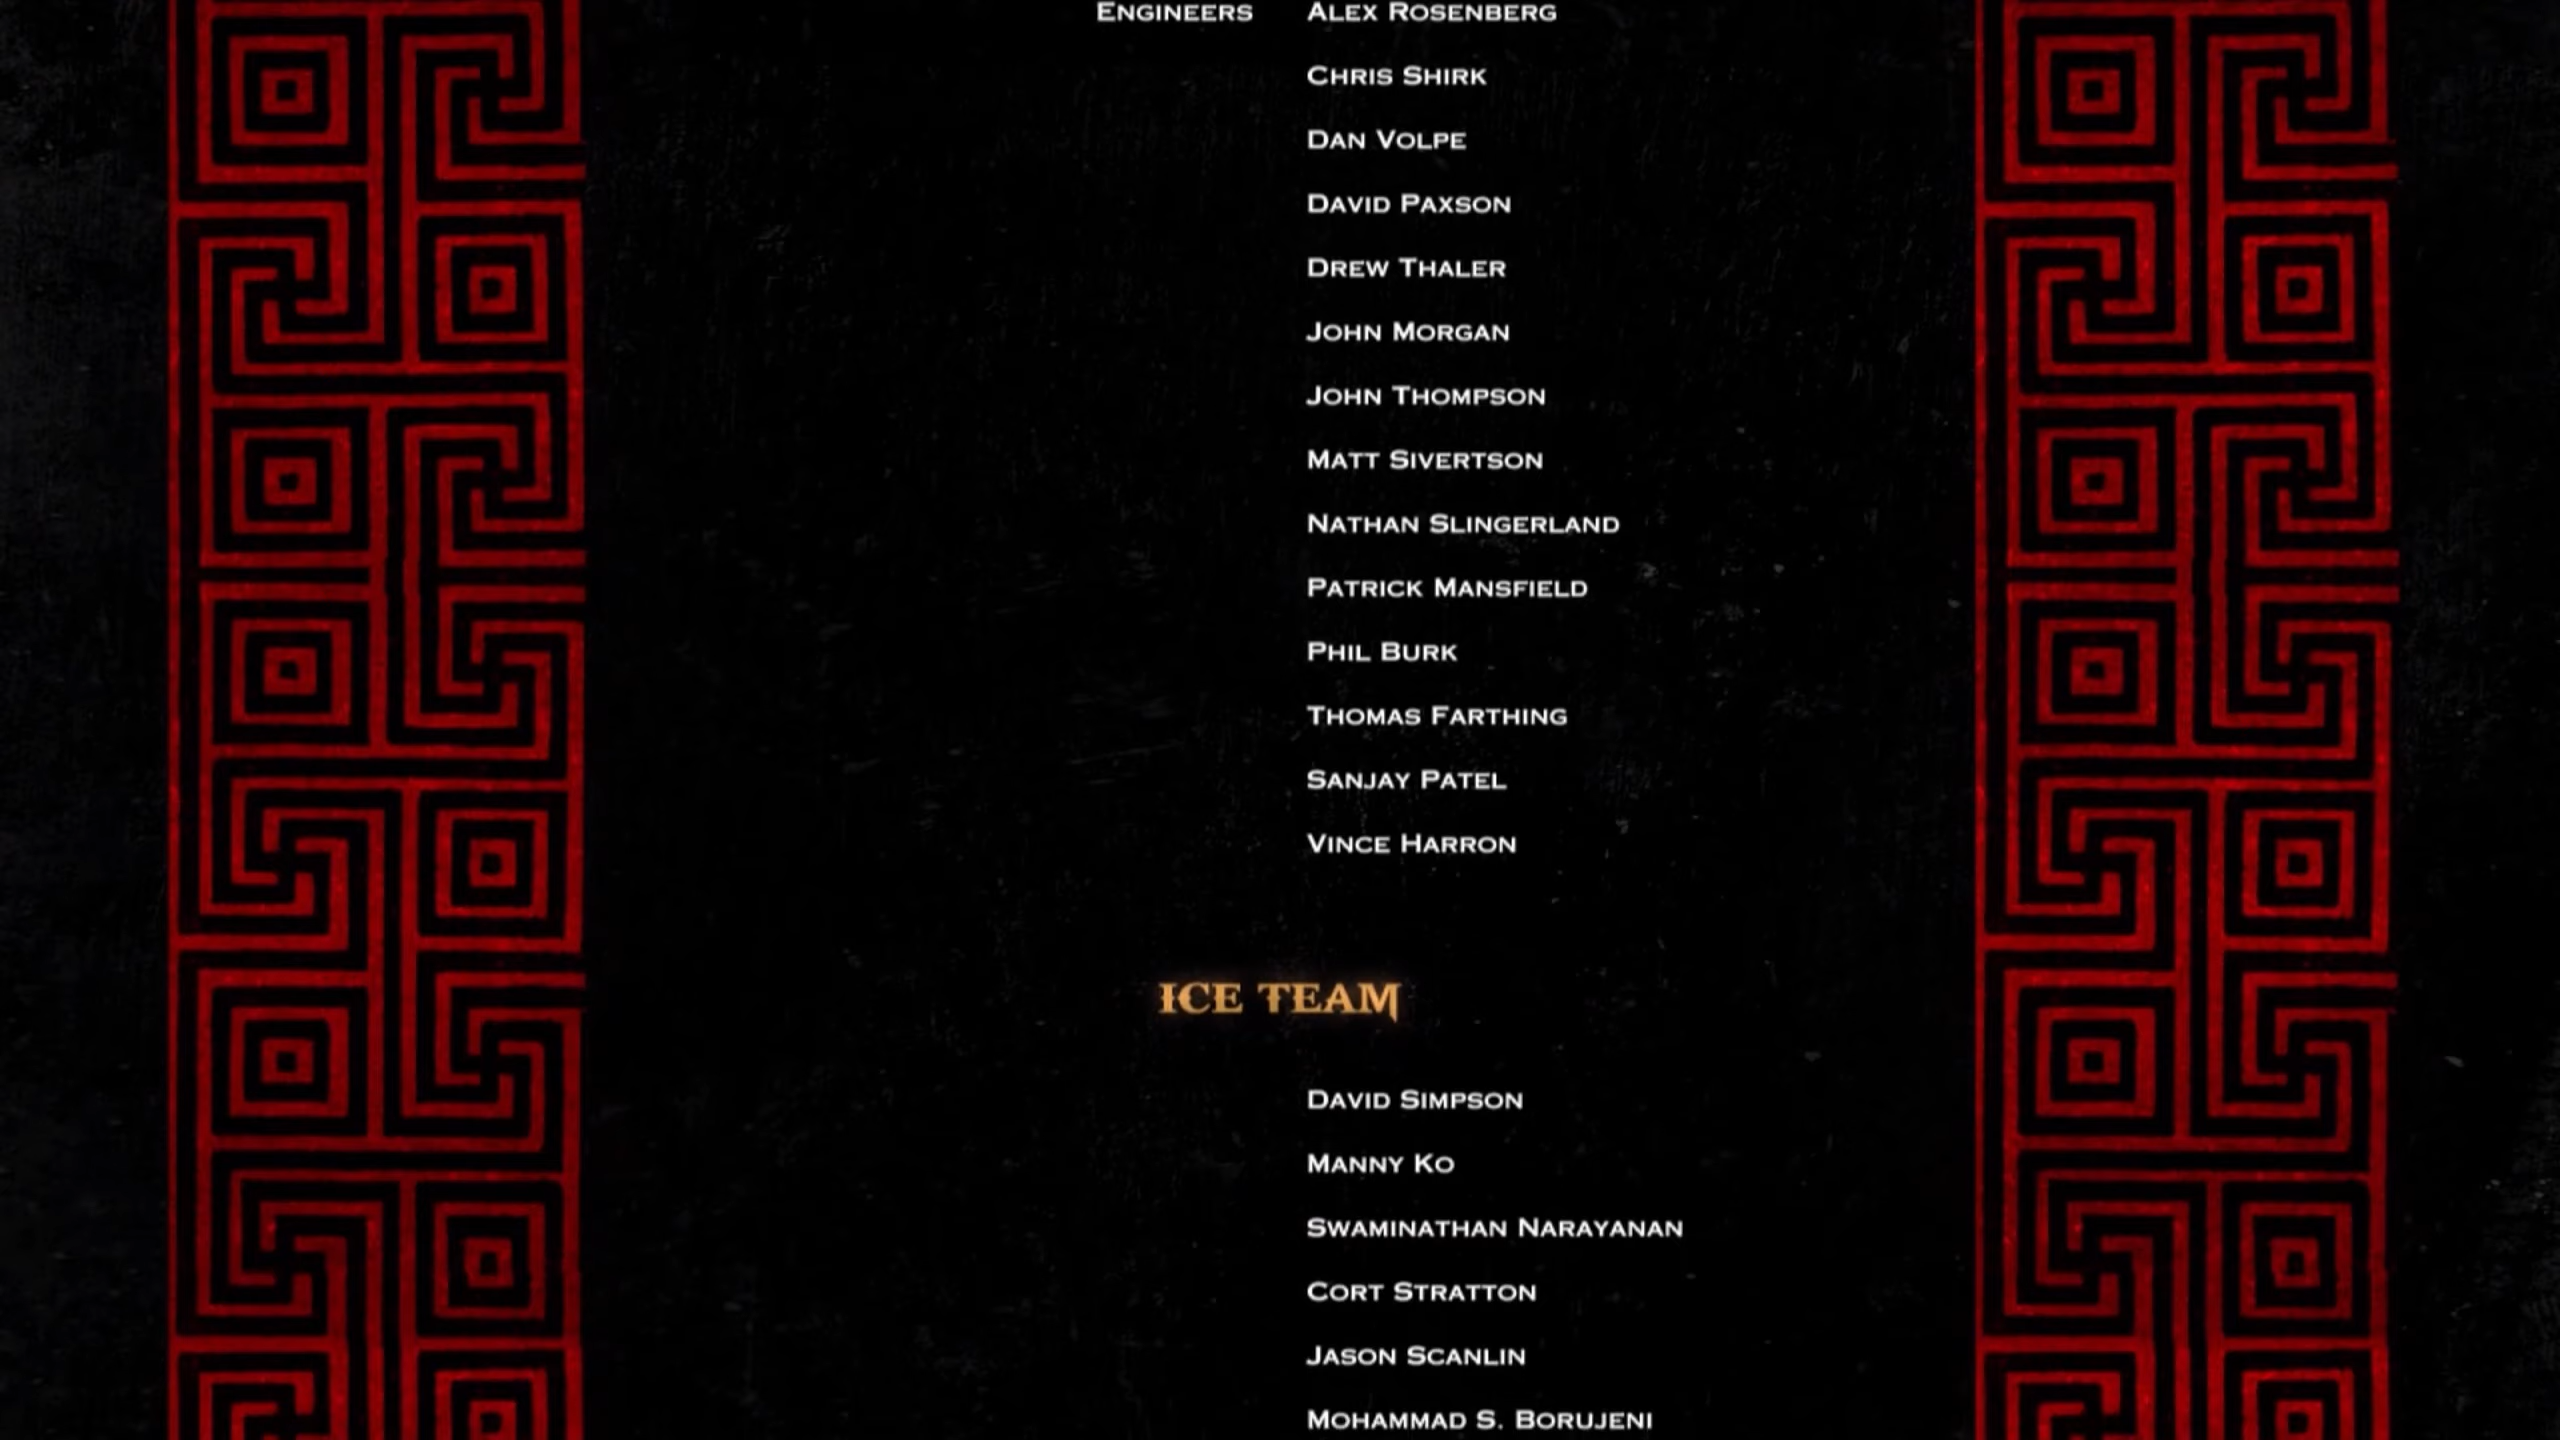 Engineers Alex Rosenberg
Chris Shirk
Dan Volpe
David Paxson
Drew Thaler
John Morgan
John Thompson
Matt Sivertson
Nathan Slingerland
Patrick Mansfield
Phil Burk
Thomas Farthing
Sanjay Patel
Vince Harron
ICE TEAM
David Simpson
Manny Ko
Swaminathan Narayanan
Cort Stratton
Jason Scanlin
Mohammad S. Borujeni